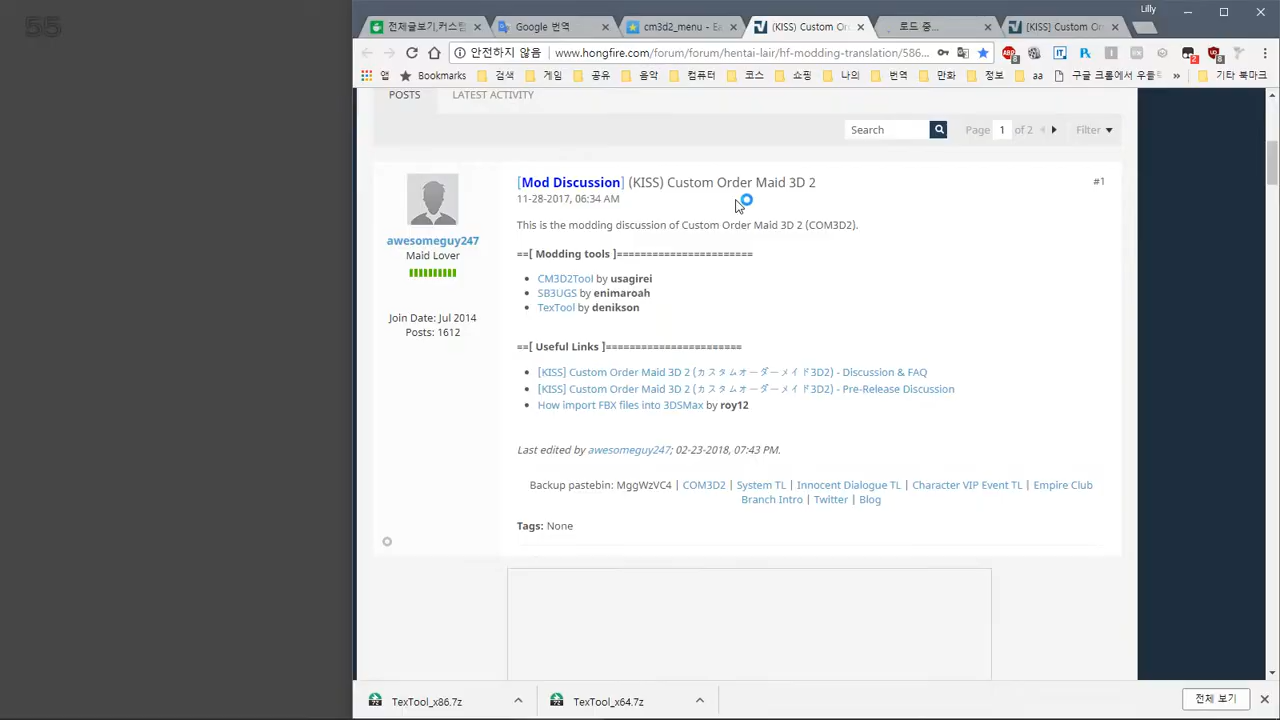 55
Lilly
전체글보기 커스텀
Google 번역
cm3d2_menu - Ea
(KISS) Custom Or
로드 중...
(KISS) Custom Or
안전하지 않음 www.hongfire.com/forum/forum/hentai-lair/hf-modding-translation/586...
앱 Bookmarks 검색 게임 공유 음악 컴퓨터 코스 코딩 나의 번역 만화 정보 구글 크롬에서 우측 » 기타 북마크
POSTS LATEST ACTIVITY
Search Page 1 of 2 Filter
[Mod Discussion] (KISS) Custom Order Maid 3D 2 #1
11-28-2017, 06:34 AM
awesomeguy247
Maid Lover
Join Date: Jul 2014
Posts: 1612
This is the modding discussion of Custom Order Maid 3D 2 (COM3D2).
==[ Modding tools ]=======================
CM3D2Tool by usagirei
SB3UGS by enimaroah
TexTool by denikson
==[ Useful Links ]=======================
[KISS] Custom Order Maid 3D 2 (カスタムオーダーメイド3D2) - Discussion & FAQ
[KISS] Custom Order Maid 3D 2 (カスタムオーダーメイド3D2) - Pre-Release Discussion
How import FBX files into 3DSMax by roy12
Last edited by awesomeguy247; 02-23-2018, 07:43 PM.
Backup pastebin: MggWzVC4 | COM3D2 | System TL | Innocent Dialogue TL | Character VIP Event TL | Empire Club
Branch Intro | Twitter | Blog
Tags: None
TexTool_x86.7z
TexTool_x64.7z
전체 보기